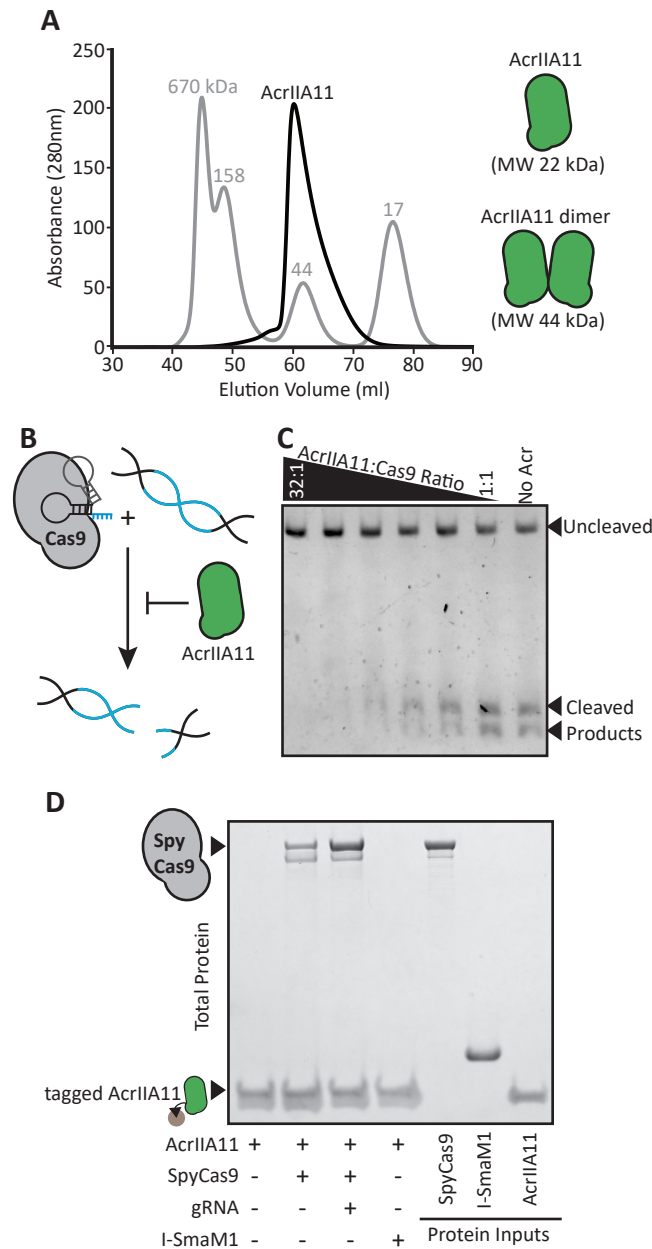 A
250
200
150
100
50
0
Absorbance (280nm)
670 kDa
158
AcrIIA11
44
17
30 40 50 60 70 80 90
Elution Volume (ml)
AcrIIA11
(MW 22 kDa)
AcrIIA11 dimer
(MW 44 kDa)
B
Cas9
+
AcrIIA11
C
AcrIIA11:Cas9 Ratio
32:1
1:1
No Acr
Uncleaved
Cleaved
Products
D
Spy
Cas9
Total Protein
tagged AcrIIA11
AcrIIA11 + + + +
SpyCas9 - + + -
gRNA - - + -
I-SmaM1 - - - +
SpyCas9
I-SmaM1
AcrIIA11
Protein Inputs